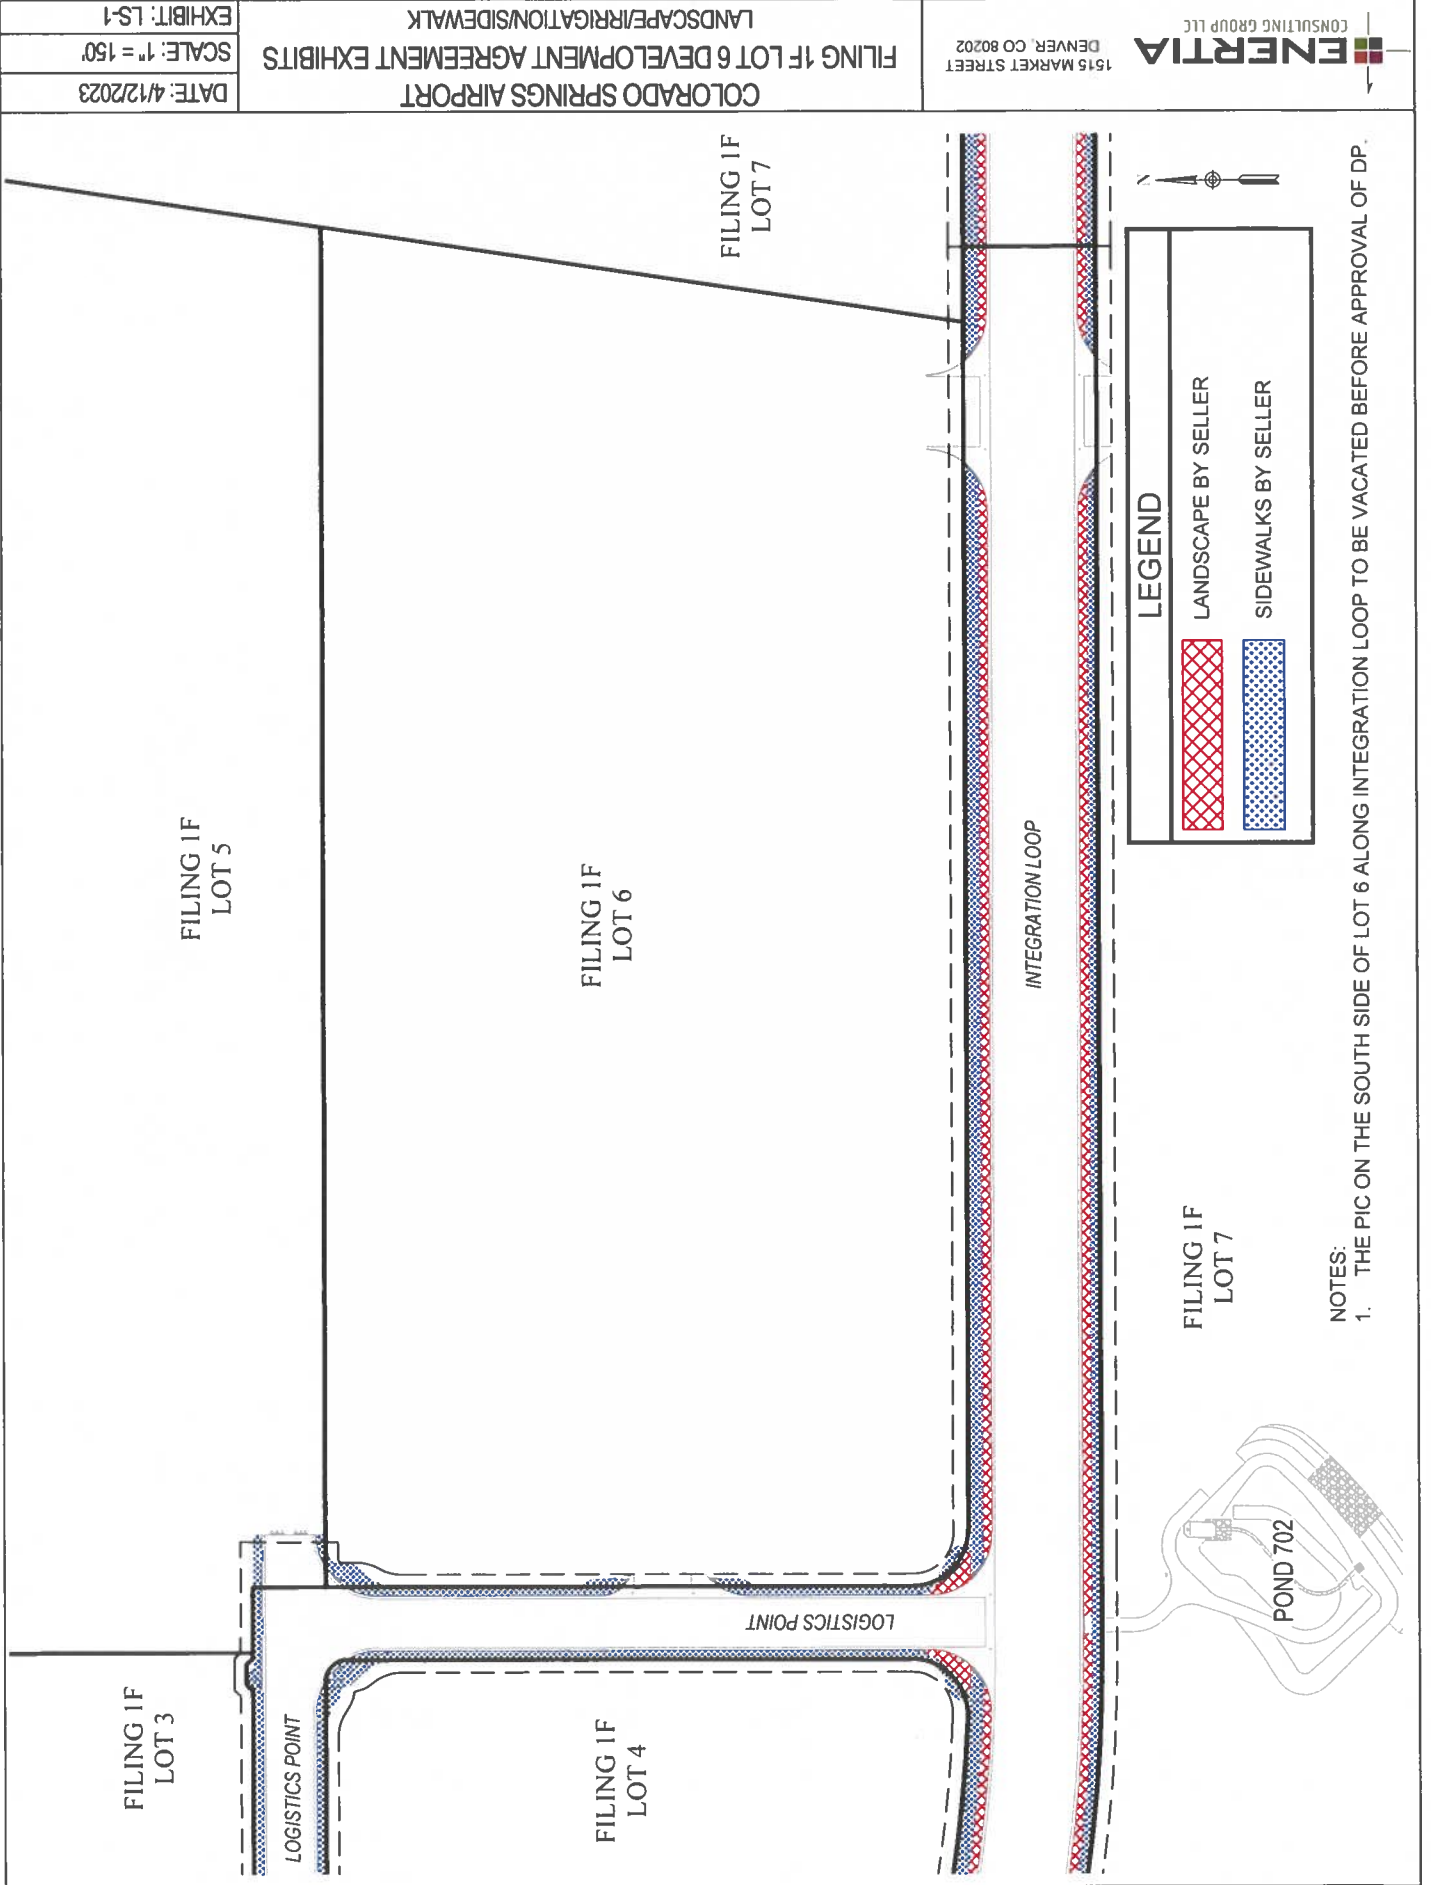 COLORADO SPRINGS AIRPORT
FILING 1F LOT 6 DEVELOPMENT AGREEMENT EXHIBITS
LANDSCAPE/IRRIGATION/SIDEWALK
DATE: 4/12/2023
SCALE: 1" = 150'
EXHIBIT: LS-1
ENERTIA
CONSULTING GROUP LLC
1515 MARKET STREET
DENVER, CO 80202
FILING 1F
LOT 3
FILING 1F
LOT 5
LOGISTICS POINT
FILING 1F
LOT 4
LOGISTICS POINT
FILING 1F
LOT 6
FILING 1F
LOT 7
INTEGRATION LOOP
FILING 1F
LOT 7
POND 702
N
LEGEND
LANDSCAPE BY SELLER
SIDEWALKS BY SELLER
NOTES:
1. THE PIC ON THE SOUTH SIDE OF LOT 6 ALONG INTEGRATION LOOP TO BE VACATED BEFORE APPROVAL OF DP.